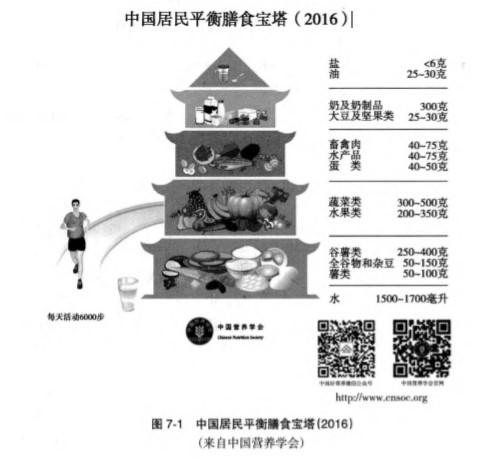 中国居民平衡膳食宝塔（2016）
盐 <6克
油 25~30克
奶及奶制品 300克
大豆及坚果类 25~30克
畜禽肉 40~75克
水产品 40~75克
蛋 类 40~50克
蔬菜类 300~500克
水果类 200~350克
谷薯类 250~400克
全谷物和杂豆 50~150克
薯类 50~100克
水 1500~1700毫升
每天活动6000步
中国营养学会
Chinese Nutrition Society
中国好营养微信公众号
中国营养学会官网
http://www.cnsoc.org
图 7-1 中国居民平衡膳食宝塔(2016)
(来自中国营养学会)